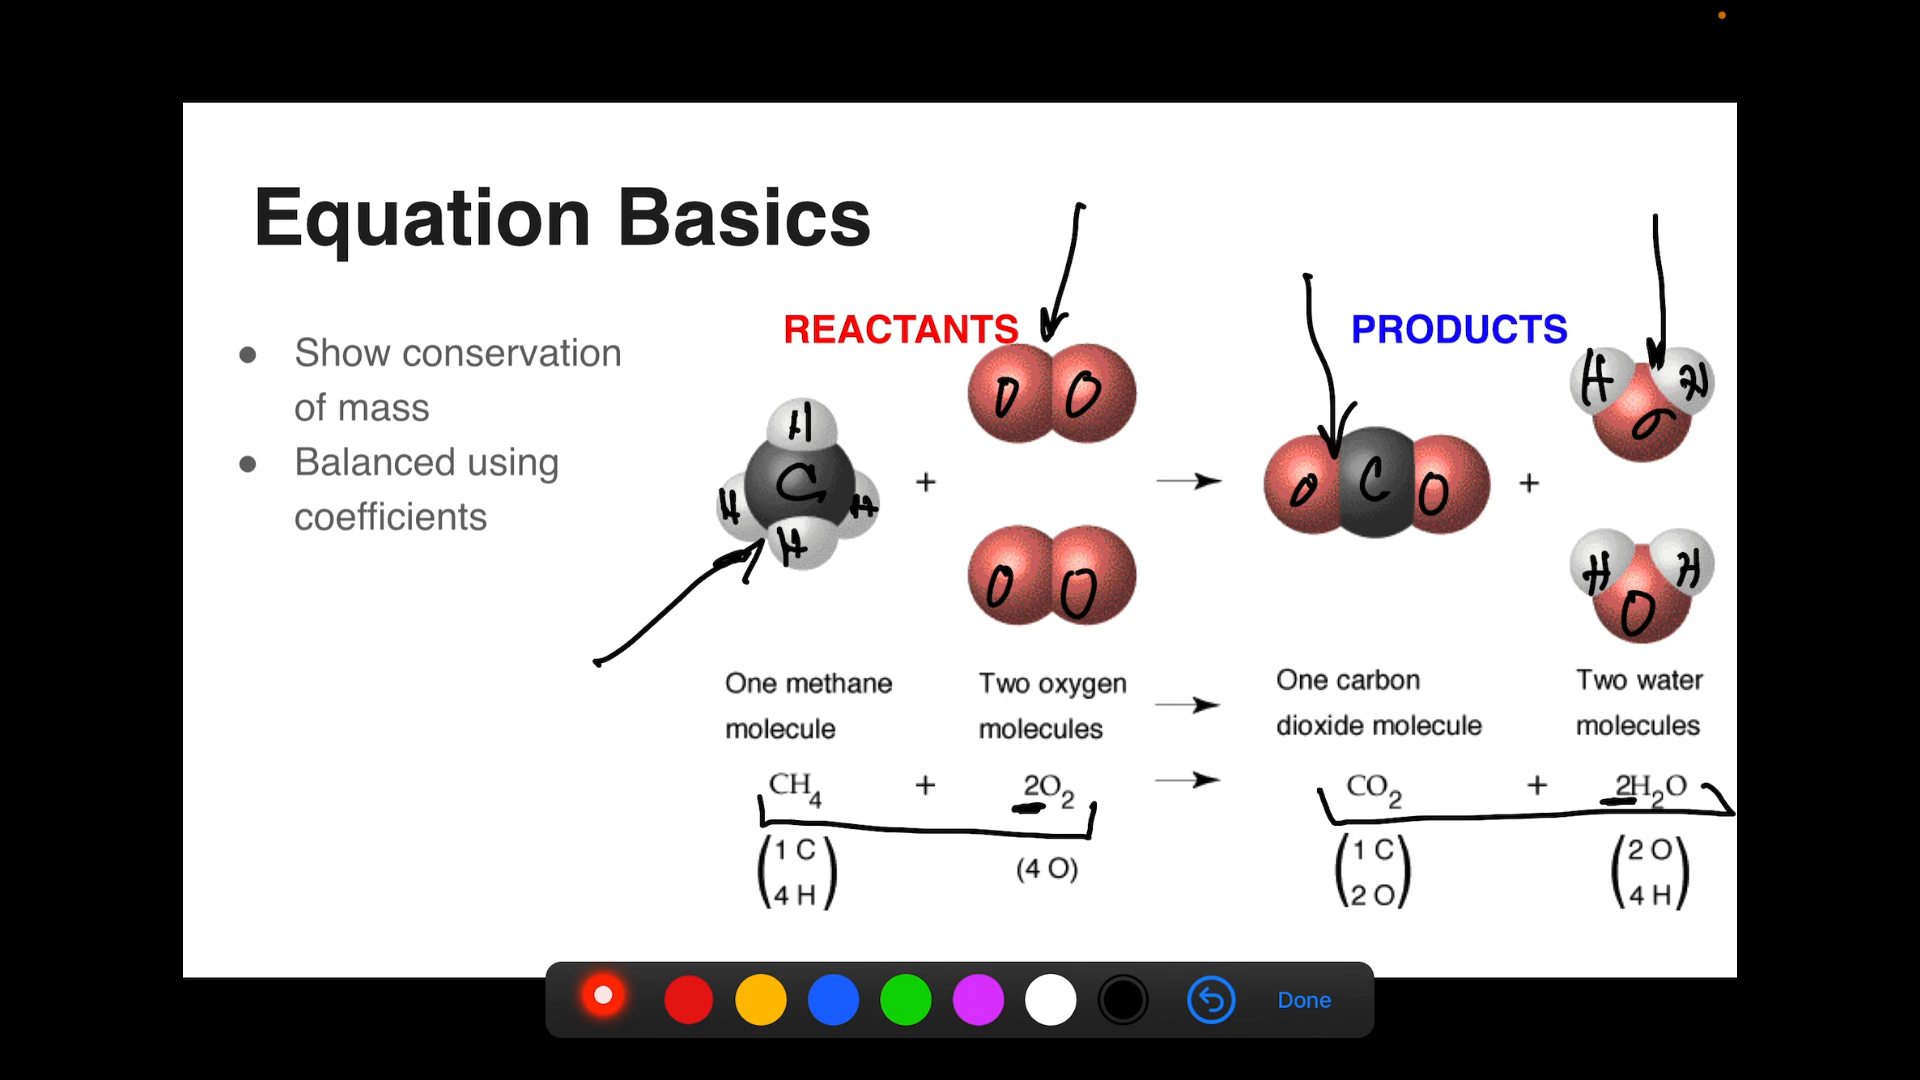 Equation Basics
● Show conservation
of mass
● Balanced using
coefficients
REACTANTS
PRODUCTS
O O
H
C
H H
H
+
O O
→
O C O
+
H H
O
H H
O
One methane
molecule
Two oxygen
molecules
→
One carbon
dioxide molecule
Two water
molecules
CH₄ + 2O₂ → CO₂ + 2H₂O
(1 C
4 H)
(4 O)
(1 C
2 O)
(2 O
4 H)
Done